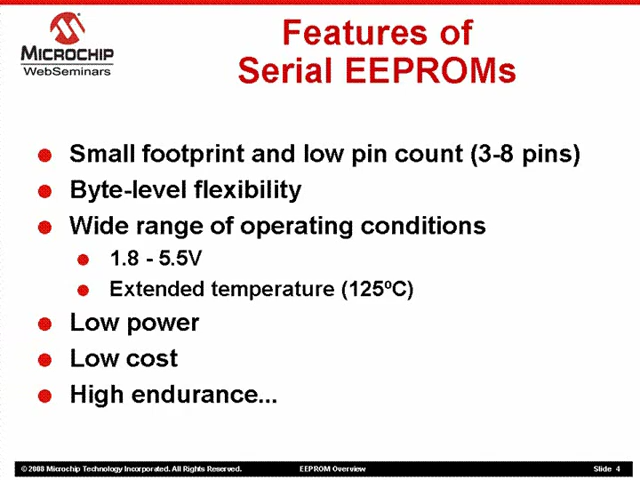 MICROCHIP
WebSeminars
Features of
Serial EEPROMs
Small footprint and low pin count (3-8 pins)
Byte-level flexibility
Wide range of operating conditions
1.8 - 5.5V
Extended temperature (125ºC)
Low power
Low cost
High endurance...
© 2008 Microchip Technology Incorporated. All Rights Reserved. EEPROM Overview Slide 4